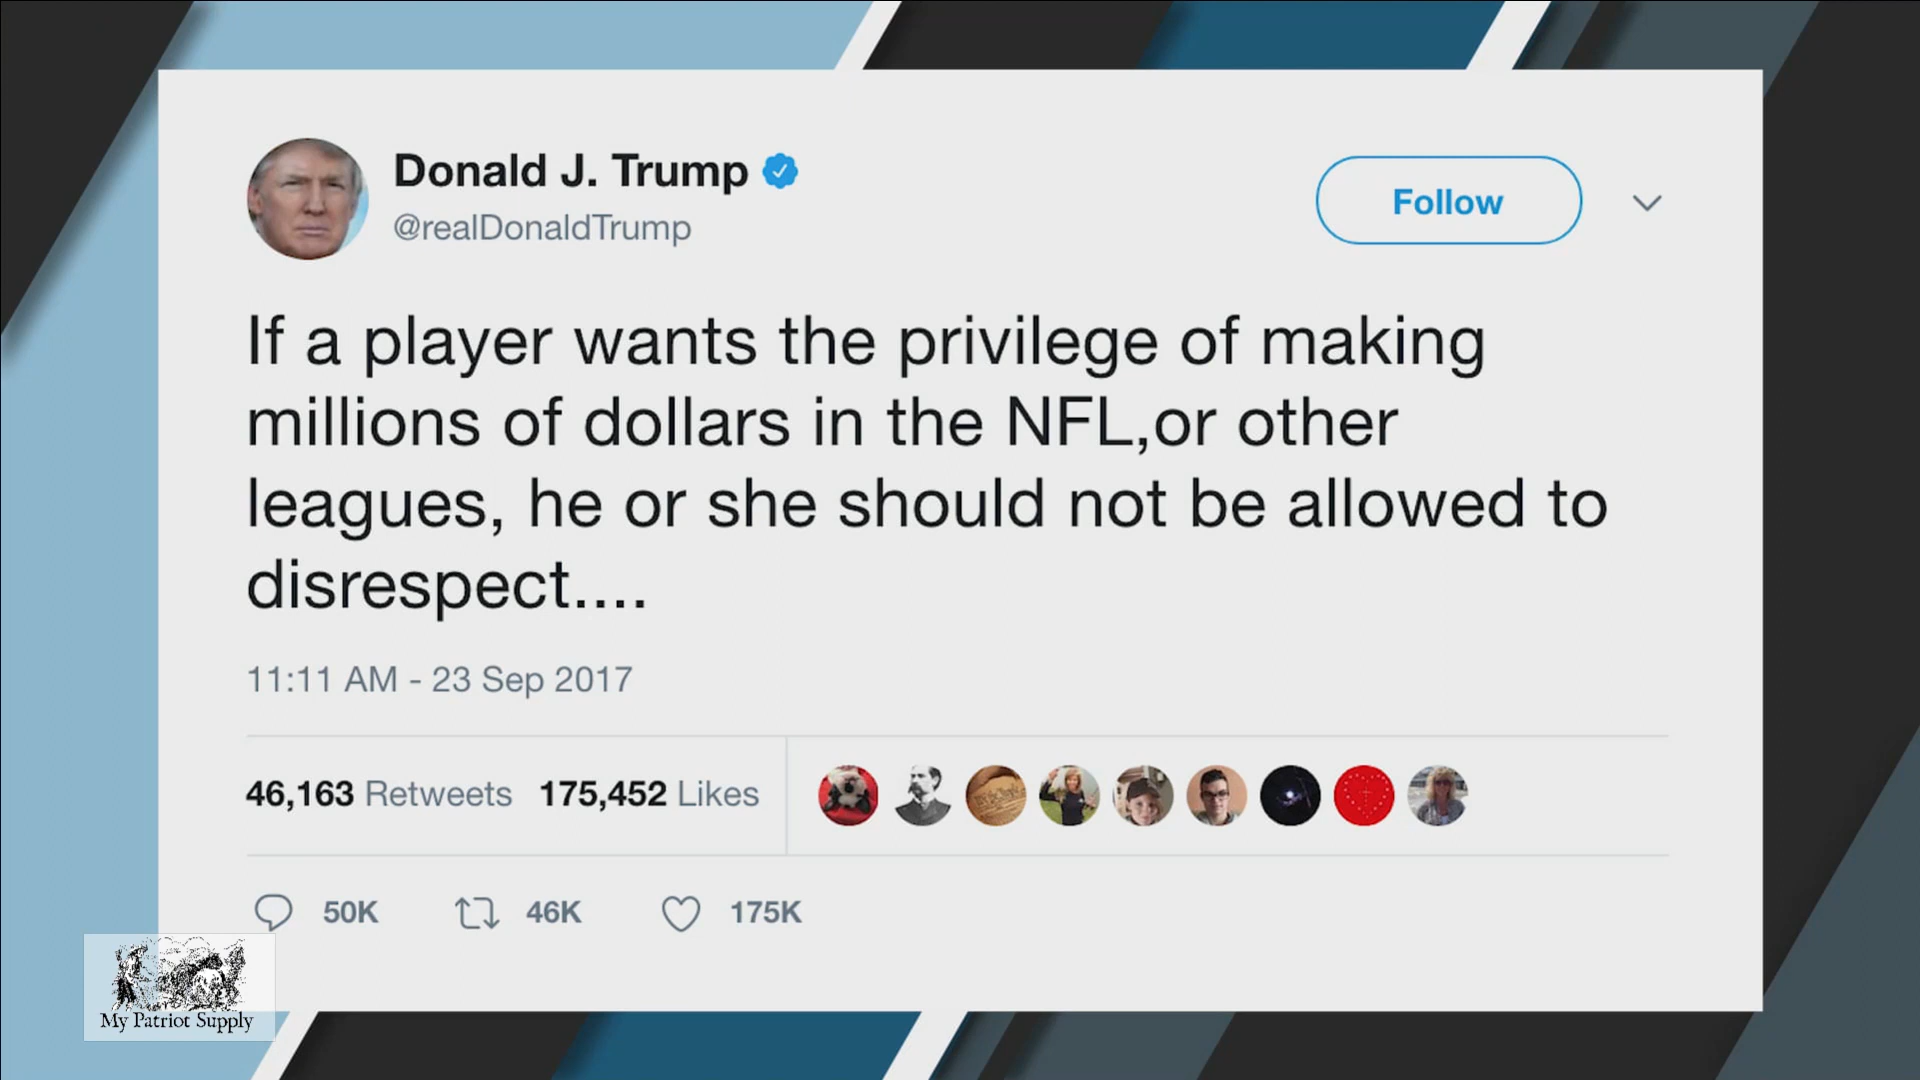 Donald J. Trump
@realDonaldTrump
Follow
If a player wants the privilege of making
millions of dollars in the NFL,or other
leagues, he or she should not be allowed to
disrespect....
11:11 AM - 23 Sep 2017
46,163 Retweets 175,452 Likes
50K 46K 175K
My Patriot Supply